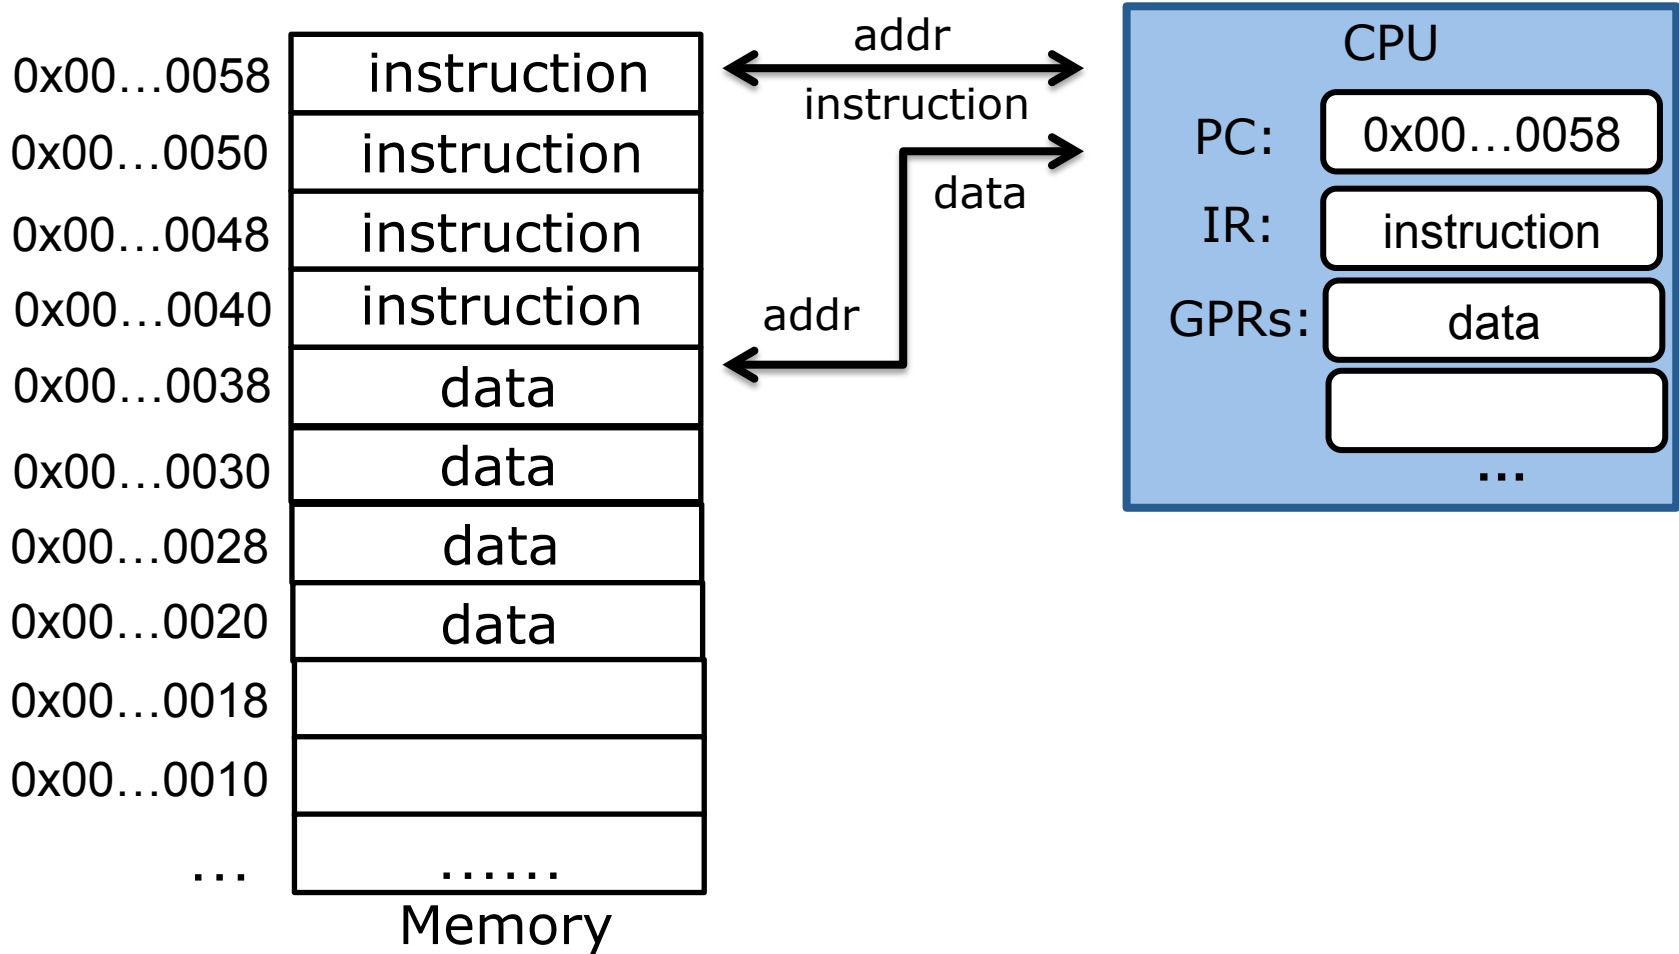 0x00...0058 instruction
0x00...0050 instruction
0x00...0048 instruction
0x00...0040 instruction
0x00...0038 data
0x00...0030 data
0x00...0028 data
0x00...0020 data
0x00...0018
0x00...0010
... ......
Memory
addr
instruction
data
addr
CPU
PC: 0x00...0058
IR: instruction
GPRs: data
...